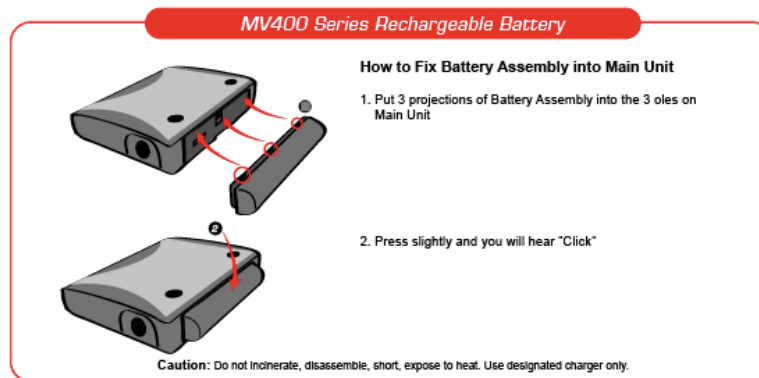 MV400 Series Rechargeable Battery
How to Fix Battery Assembly into Main Unit
1. Put 3 projections of Battery Assembly into the 3 oles on
Main Unit
2
2. Press slightly and you will hear "Click"
Caution: Do not incinerate, disassemble, short, expose to heat. Use designated charger only.